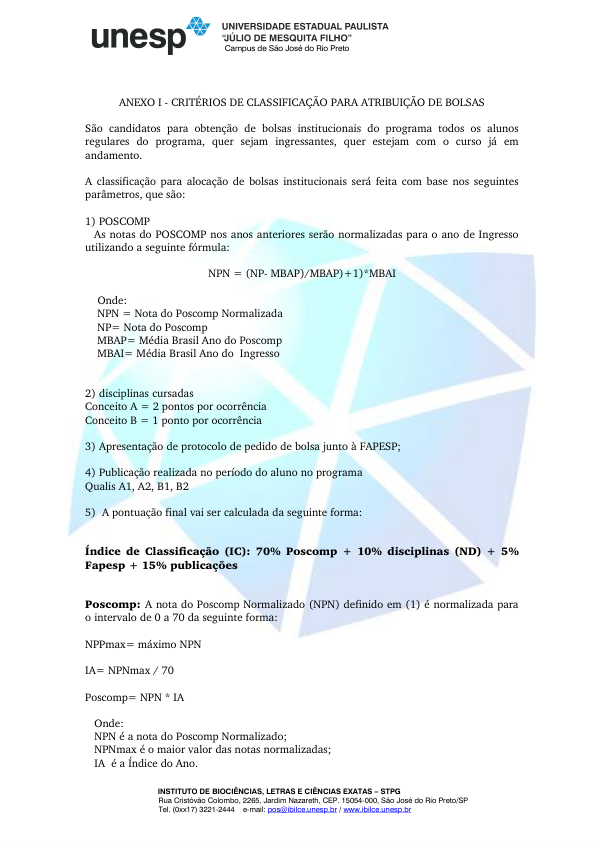 unesp
UNIVERSIDADE ESTADUAL PAULISTA
“JÚLIO DE MESQUITA FILHO”
Campus de São José do Rio Preto
ANEXO I - CRITÉRIOS DE CLASSIFICAÇÃO PARA ATRIBUIÇÃO DE BOLSAS
São candidatos para obtenção de bolsas institucionais do programa todos os alunos
regulares do programa, quer sejam ingressantes, quer estejam com o curso já em
andamento.
A classificação para alocação de bolsas institucionais será feita com base nos seguintes
parâmetros, que são:
1) POSCOMP
As notas do POSCOMP nos anos anteriores serão normalizadas para o ano de Ingresso
utilizando a seguinte fórmula:
NPN = (NP- MBAP)/MBAP)+1)*MBAI
Onde:
NPN = Nota do Poscomp Normalizada
NP= Nota do Poscomp
MBAP= Média Brasil Ano do Poscomp
MBAI= Média Brasil Ano do Ingresso
2) disciplinas cursadas
Conceito A = 2 pontos por ocorrência
Conceito B = 1 ponto por ocorrência
3) Apresentação de protocolo de pedido de bolsa junto à FAPESP;
4) Publicação realizada no período do aluno no programa
Qualis A1, A2, B1, B2
5) A pontuação final vai ser calculada da seguinte forma:
Índice de Classificação (IC): 70% Poscomp + 10% disciplinas (ND) + 5%
Fapesp + 15% publicações
Poscomp: A nota do Poscomp Normalizado (NPN) definido em (1) é normalizada para
o intervalo de 0 a 70 da seguinte forma:
NPPmax= máximo NPN
IA= NPNmax / 70
Poscomp= NPN * IA
Onde:
NPN é a nota do Poscomp Normalizado;
NPNmax é o maior valor das notas normalizadas;
IA é a Índice do Ano.
INSTITUTO DE BIOCIÊNCIAS, LETRAS E CIÊNCIAS EXATAS – STPG
Rua Cristóvão Colombo, 2265, Jardim Nazareth, CEP. 15054-000, São José do Rio Preto/SP
Tel. (0xx17) 3221-2444 e-mail: pos@ibilce.unesp.br / www.ibilce.unesp.br